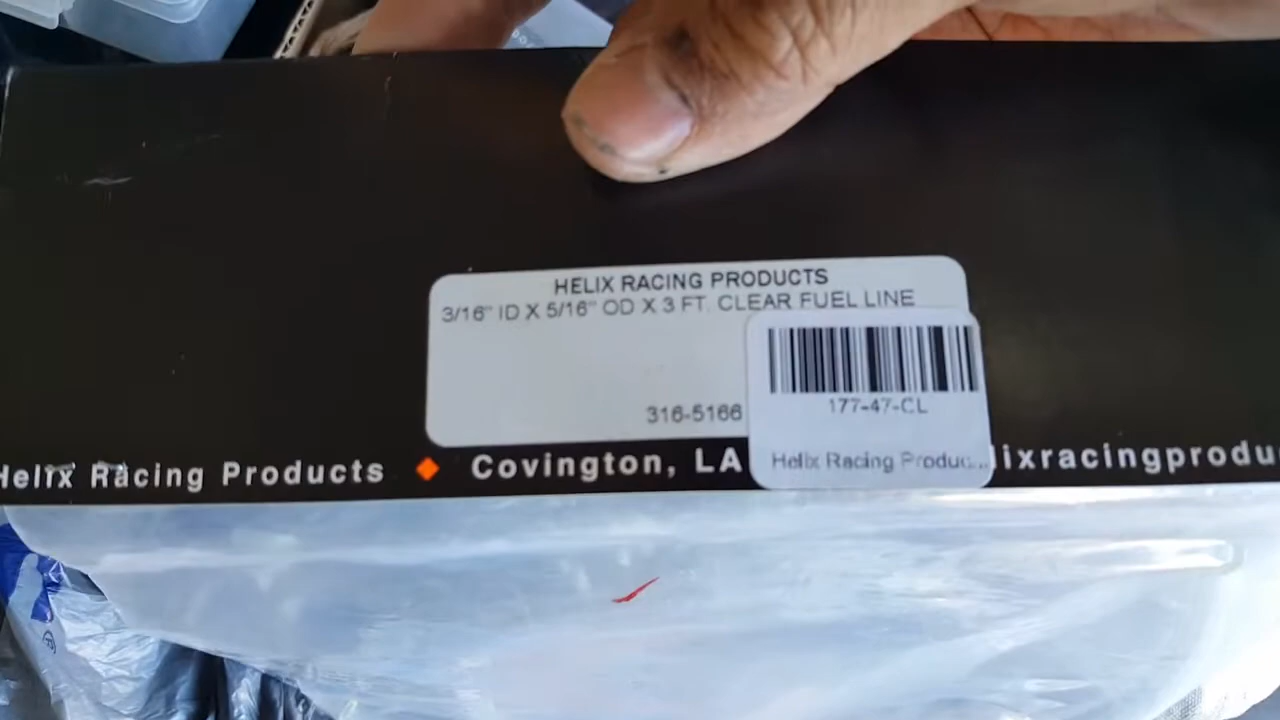 HELIX RACING PRODUCTS
3/16" ID X 5/16" OD X 3 FT. CLEAR FUEL LINE
316-5166
177-47-CL
Helix Racing Produc...
Helix Racing Products ◆ Covington, LA lixracingprodu